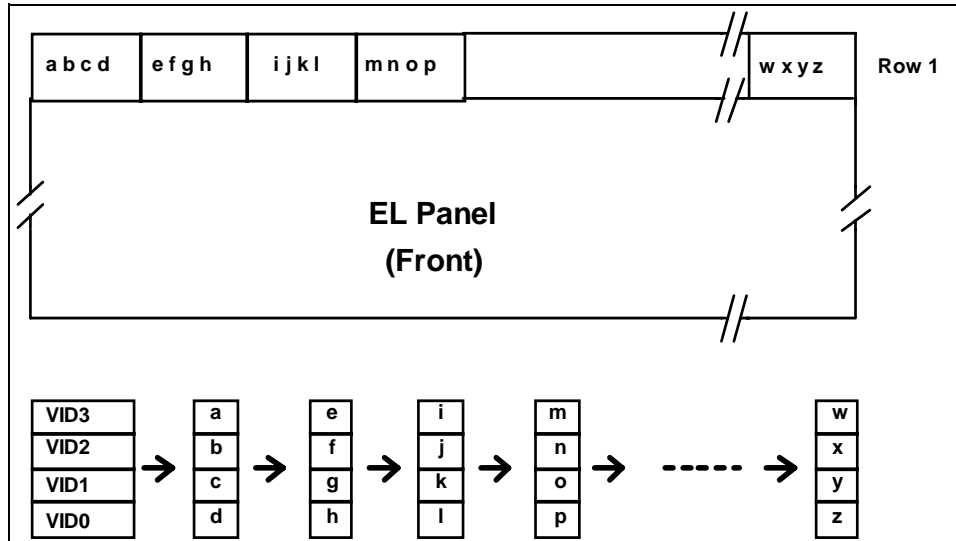 a b c d e f g h i j k l m n o p w x y z Row 1
EL Panel
(Front)
VID3 a e i m w
VID2 b f j n x
VID1 c g k o y
VID0 d h l p z